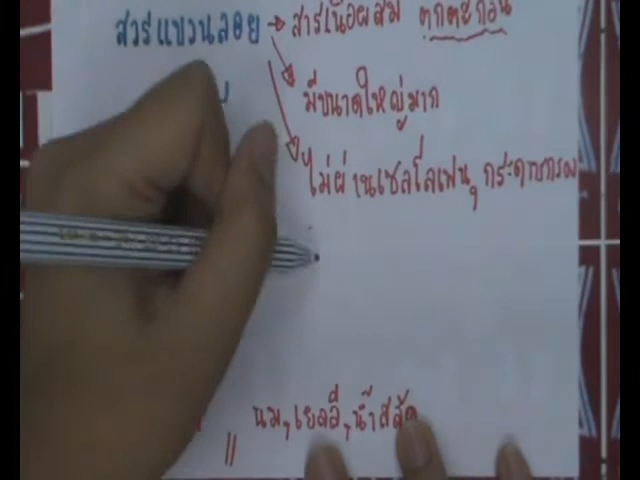 สารแขวนลอย → สารเนื้อผสม ตกตะกอน
มีขนาดใหญ่มาก
ไม่ผ่านเซลโลเฟน, กระดาษกรอง
นม, เยลลี่, น้ำสลัด